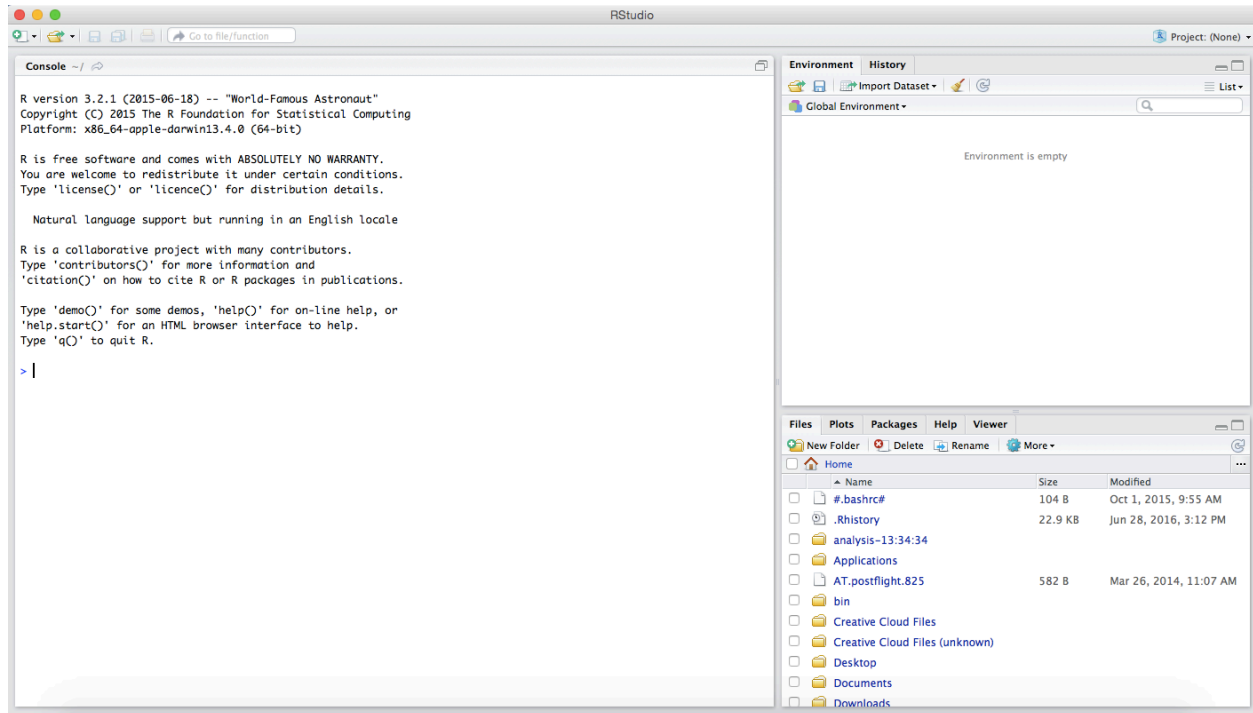 RStudio
Go to file/function
Project: (None)
Console ~/
R version 3.2.1 (2015-06-18) -- "World-Famous Astronaut"
Copyright (C) 2015 The R Foundation for Statistical Computing
Platform: x86_64-apple-darwin13.4.0 (64-bit)
R is free software and comes with ABSOLUTELY NO WARRANTY.
You are welcome to redistribute it under certain conditions.
Type 'license()' or 'licence()' for distribution details.
Natural language support but running in an English locale
R is a collaborative project with many contributors.
Type 'contributors()' for more information and
'citation()' on how to cite R or R packages in publications.
Type 'demo()' for some demos, 'help()' for on-line help, or
'help.start()' for an HTML browser interface to help.
Type 'q()' to quit R.
>
Environment History
Import Dataset List
Global Environment
Environment is empty
Files Plots Packages Help Viewer
New Folder Delete Rename More
Home ...
Name Size Modified
#.bashrc# 104 B Oct 1, 2015, 9:55 AM
.Rhistory 22.9 KB Jun 28, 2016, 3:12 PM
analysis-13:34:34
Applications
AT.postflight.825 582 B Mar 26, 2014, 11:07 AM
bin
Creative Cloud Files
Creative Cloud Files (unknown)
Desktop
Documents
Downloads